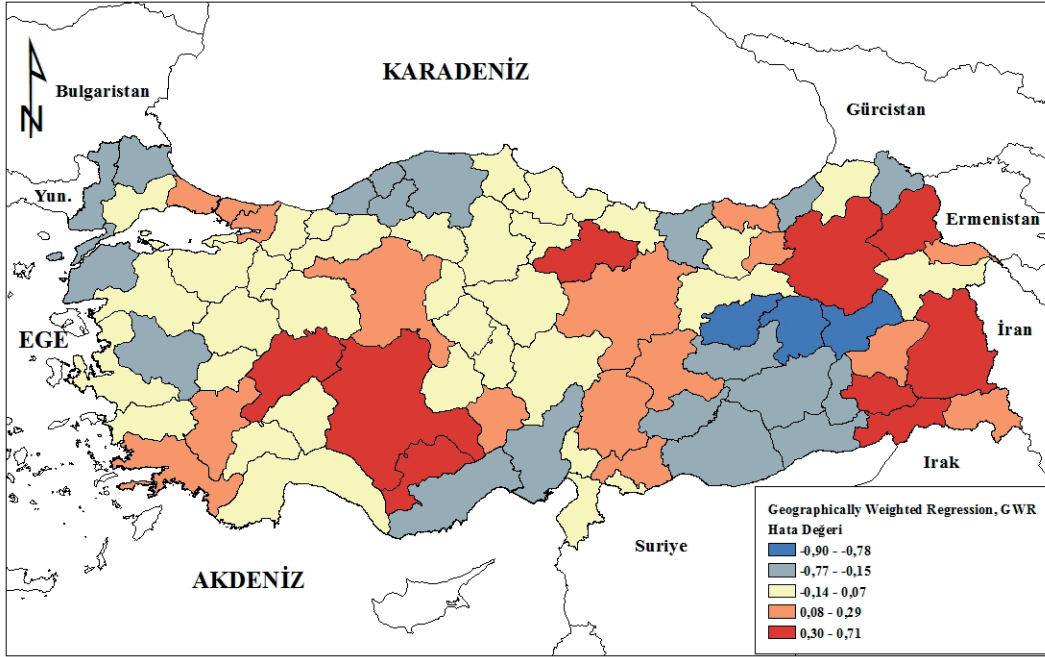 KARADENİZ
Bulgaristan
Gürcistan
N
Yun.
Ermenistan
EGE
İran
Irak
Suriye
AKDENİZ
Geographically Weighted Regression, GWR
Hata Değeri
-0,90 - -0,78
-0,77 - -0,15
-0,14 - 0,07
0,08 - 0,29
0,30 - 0,71